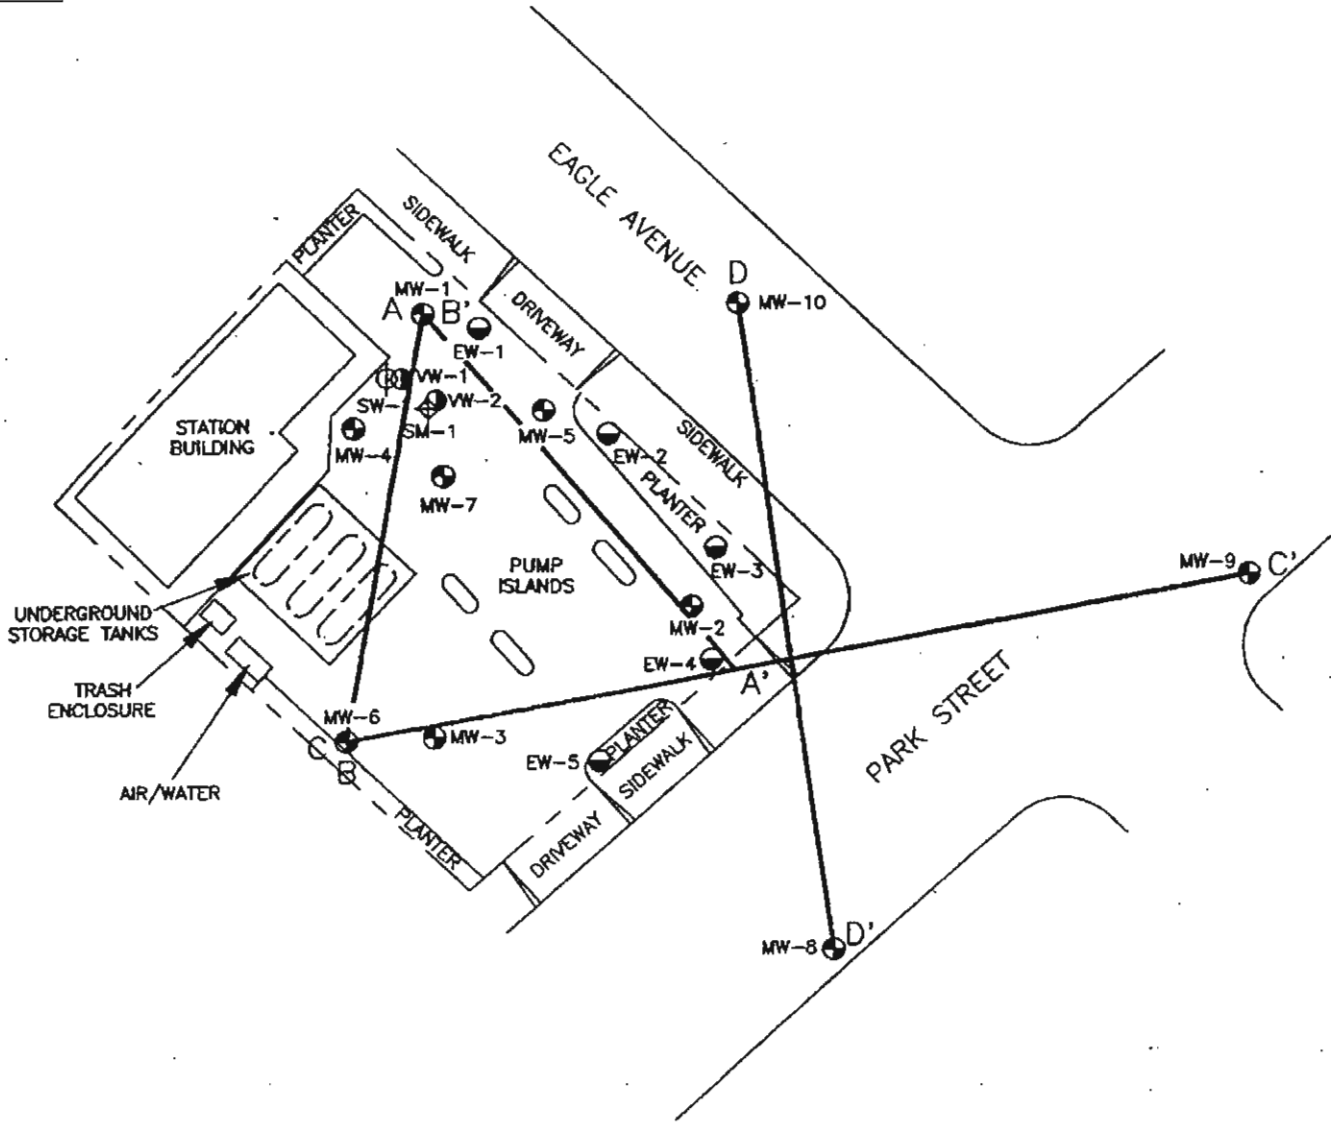 EAGLE AVENUE
SIDEWALK
PLANTER
D
MW-10
MW-1
A
B'
DRIVEWAY
EW-1
VW-1
SW-
VW-2
SM-1
MW-5
STATION
BUILDING
MW-4
EW-2
SIDEWALK
MW-7
PLANTER
EW-3
PUMP
ISLANDS
MW-9
C'
UNDERGROUND
STORAGE TANKS
MW-2
EW-4
A'
TRASH
ENCLOSURE
MW-6
C
B
MW-3
PARK STREET
PLANTER
EW-5
SIDEWALK
AIR/WATER
PLANTER
DRIVEWAY
MW-8
D'